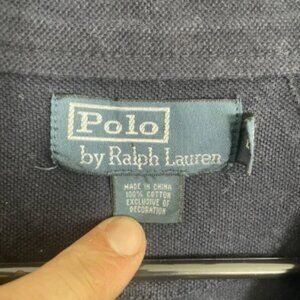 Polo
by Ralph Lauren
MADE IN CHINA
100% COTTON
EXCLUSIVE OF
DECORATION